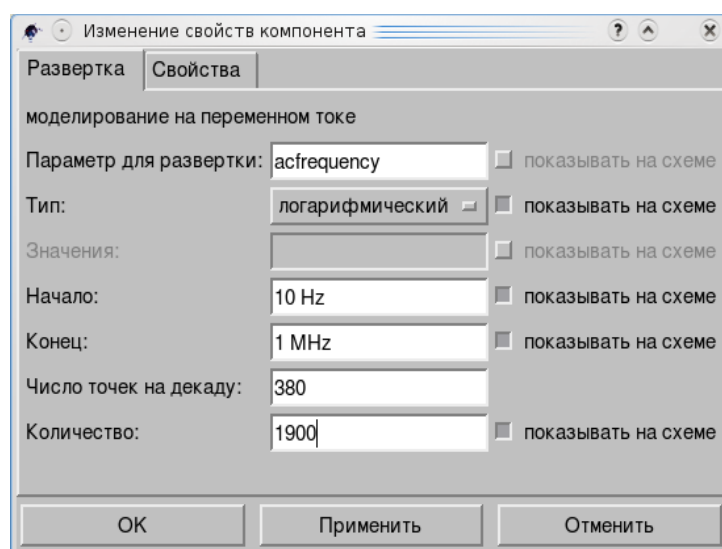 Изменение свойств компонента
Развертка Свойства
моделирование на переменном токе
Параметр для развертки: acfrequency показывать на схеме
Тип: логарифмический показывать на схеме
Значения: показывать на схеме
Начало: 10 Hz показывать на схеме
Конец: 1 MHz показывать на схеме
Число точек на декаду: 380
Количество: 1900 показывать на схеме
OK Применить Отменить